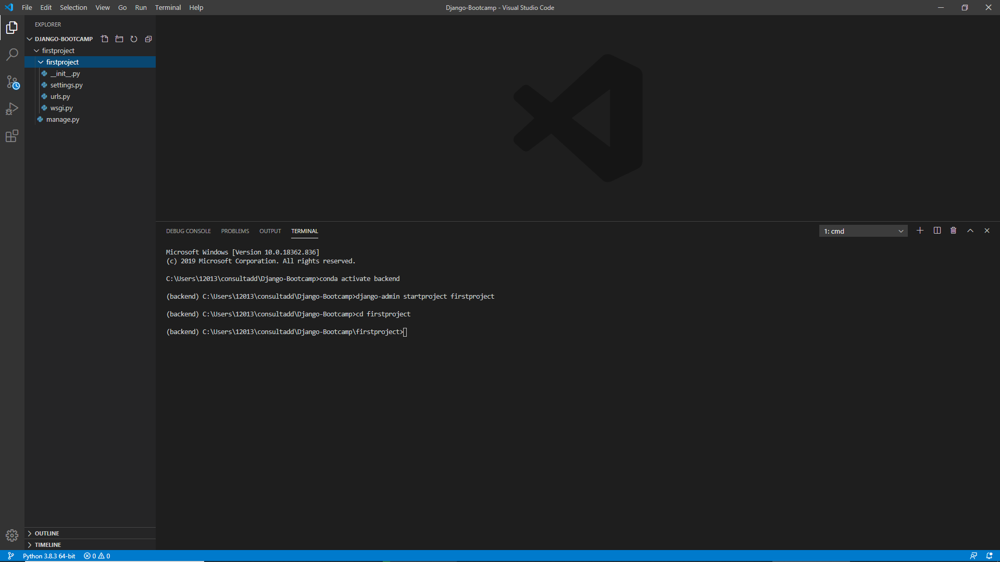 File Edit Selection View Go Run Terminal Help
Django-Bootcamp - Visual Studio Code
EXPLORER
DJANGO-BOOTCAMP
firstproject
firstproject
__init__.py
settings.py
urls.py
wsgi.py
manage.py
DEBUG CONSOLE PROBLEMS OUTPUT TERMINAL
1: cmd
Microsoft Windows [Version 10.0.18362.836]
(c) 2019 Microsoft Corporation. All rights reserved.
C:\Users\12013\consultadd\Django-Bootcamp>conda activate backend
(backend) C:\Users\12013\consultadd\Django-Bootcamp>django-admin startproject firstproject
(backend) C:\Users\12013\consultadd\Django-Bootcamp>cd firstproject
(backend) C:\Users\12013\consultadd\Django-Bootcamp\firstproject>
OUTLINE
TIMELINE
Python 3.8.3 64-bit 0 0